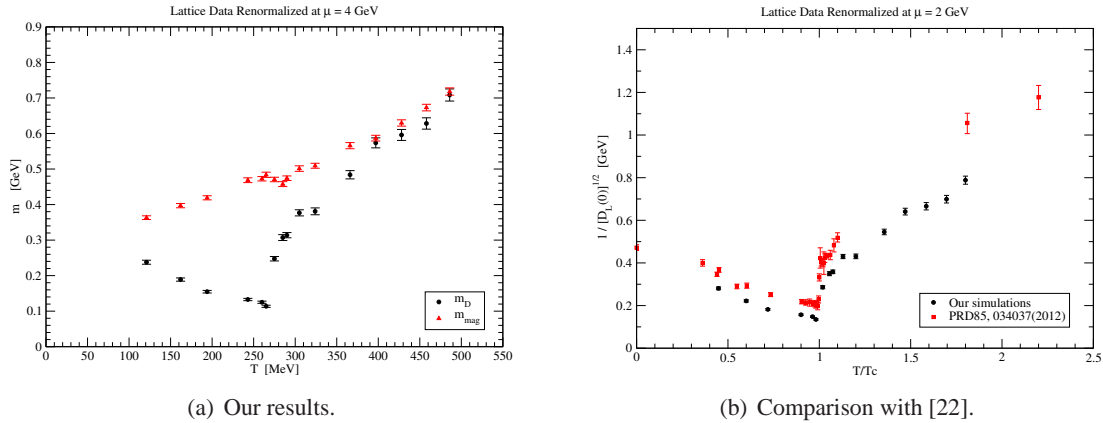 Lattice Data Renormalized at μ = 4 GeV
0.9
0.8
0.7
0.6
0.5
0.4
0.3
0.2
0.1
0
m [GeV]
0 50 100 150 200 250 300 350 400 450 500 550
T [MeV]
m_D
m_mag
(a) Our results.
Lattice Data Renormalized at μ = 2 GeV
1.4
1.2
1
0.8
0.6
0.4
0.2
0
1 / [D_L(0)]^{1/2} [GeV]
0 0.5 1 1.5 2 2.5
T/Tc
Our simulations
PRD85, 034037(2012)
(b) Comparison with [22].